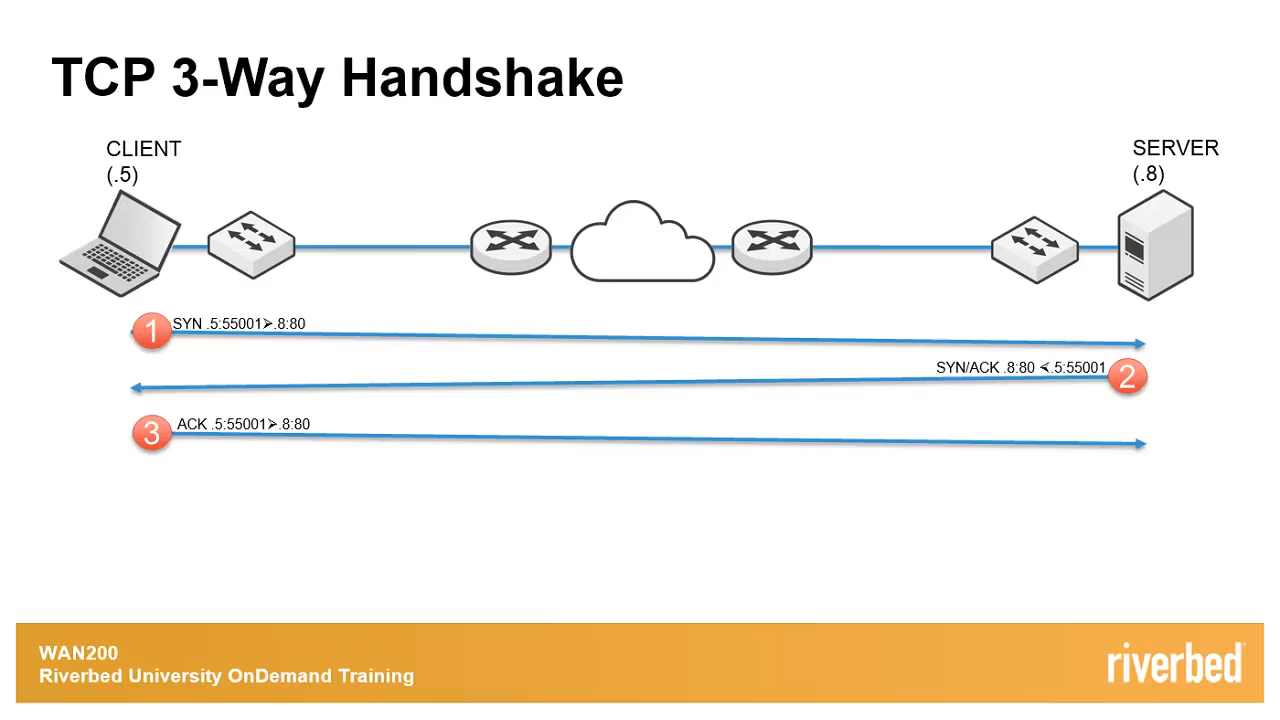 TCP 3-Way Handshake
CLIENT
(.5)
SERVER
(.8)
1
SYN .5:55001➢.8:80
SYN/ACK .8:80 ⮘.5:55001
2
3
ACK .5:55001➢.8:80
WAN200
Riverbed University OnDemand Training
riverbed